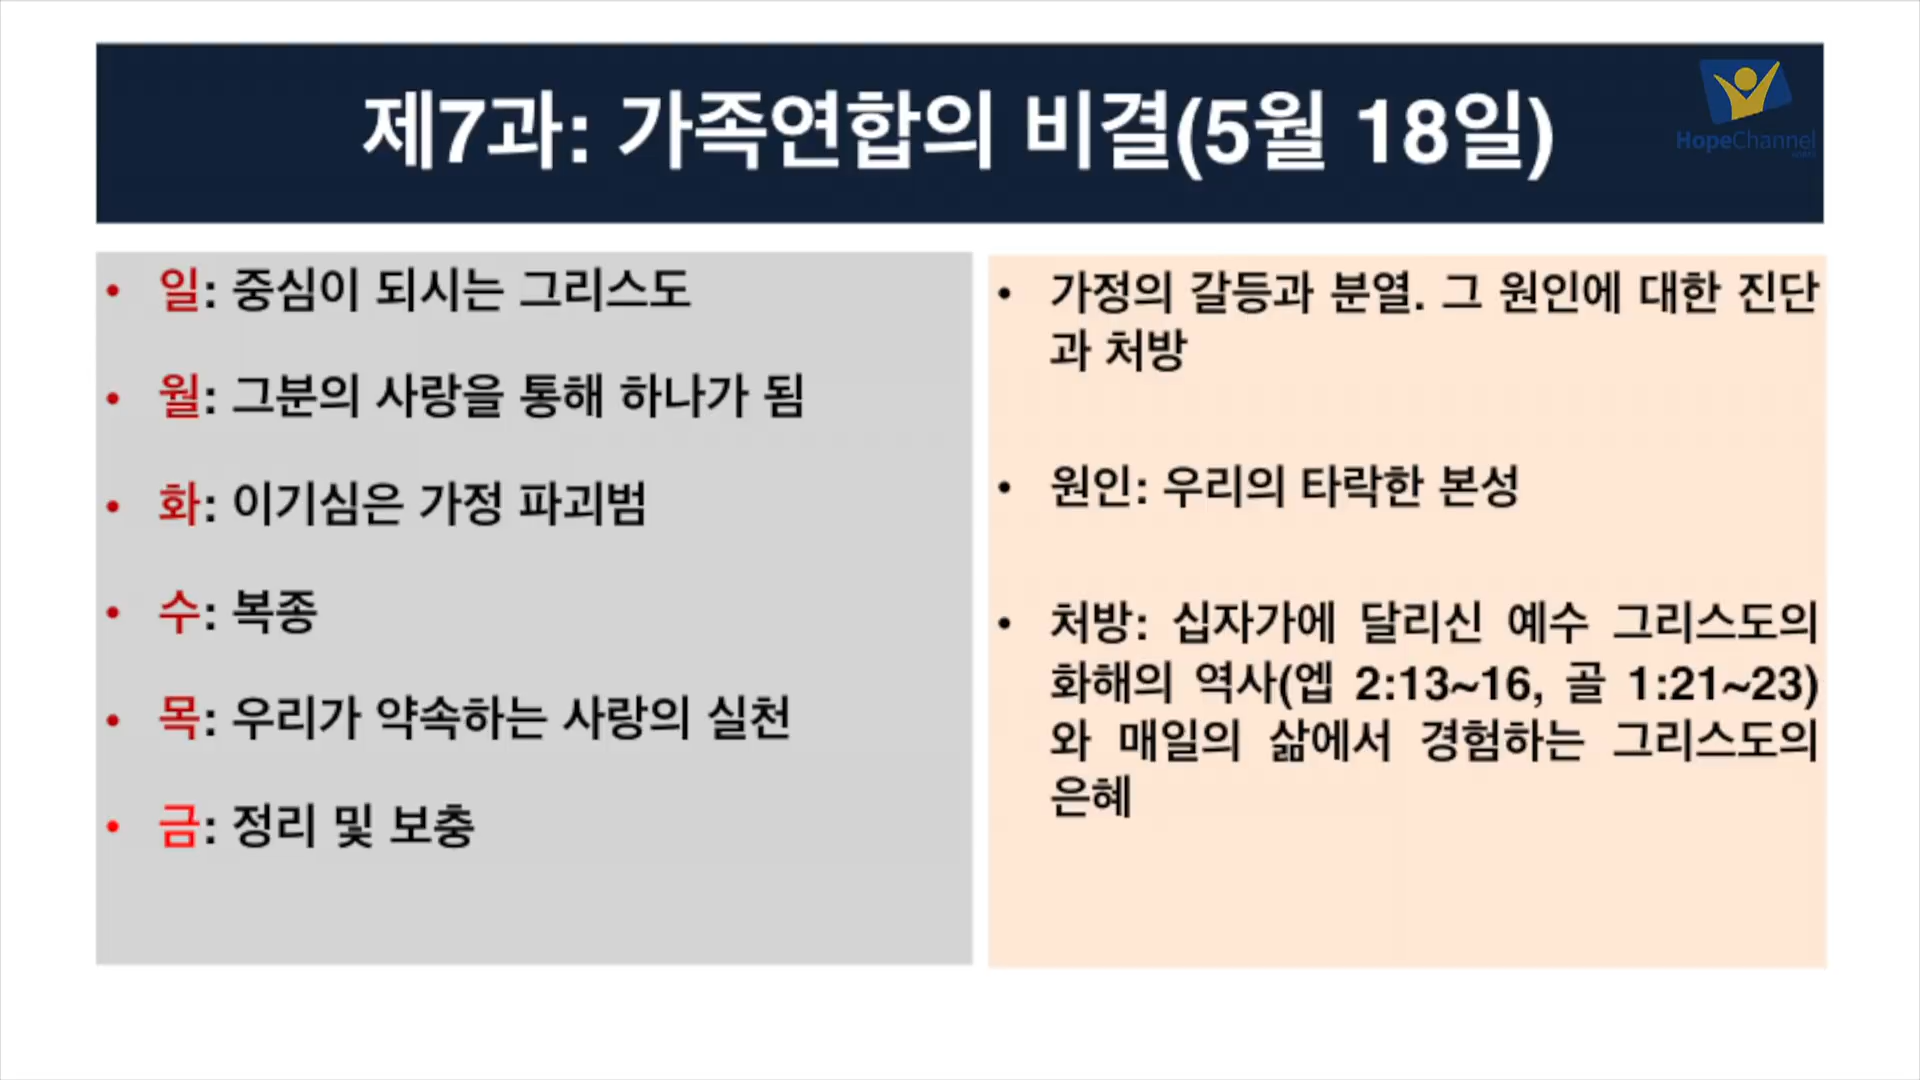 제7과: 가족연합의 비결(5월 18일)
HopeChannel
• 일: 중심이 되시는 그리스도
• 월: 그분의 사랑을 통해 하나가 됨
• 화: 이기심은 가정 파괴범
• 수: 복종
• 목: 우리가 약속하는 사랑의 실천
• 금: 정리 및 보충
• 가정의 갈등과 분열. 그 원인에 대한 진단
과 처방
• 원인: 우리의 타락한 본성
• 처방: 십자가에 달리신 예수 그리스도의
화해의 역사(엡 2:13~16, 골 1:21~23)
와 매일의 삶에서 경험하는 그리스도의
은혜